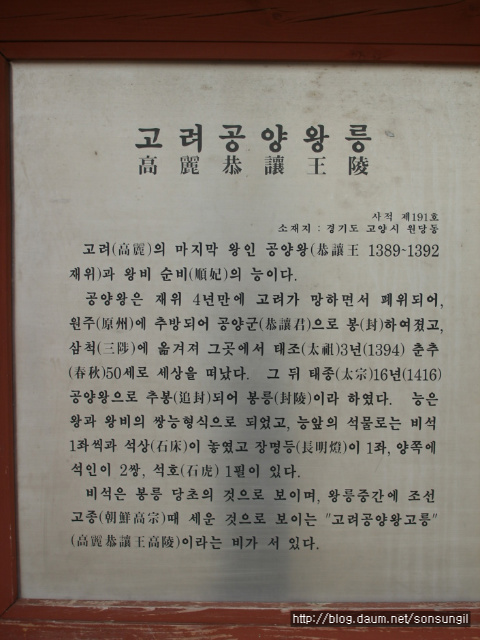 고려공양왕릉
高麗恭讓王陵
사적 제191호
소재지 : 경기도 고양시 원당동
고려(高麗)의 마지막 왕인 공양왕(恭讓王 1389~1392
재위)과 왕비 순비(順妃)의 능이다.
공양왕은 재위 4년만에 고려가 망하면서 폐위되어,
원주(原州)에 추방되어 공양군(恭讓君)으로 봉(封)하여졌고,
삼척(三陟)에 옮겨져 그곳에서 태조(太祖)3년(1394) 춘추
(春秋)50세로 세상을 떠났다. 그 뒤 태종(太宗)16년(1416)
공양왕으로 추봉(追封)되어 봉릉(封陵)이라 하였다. 능은
왕과 왕비의 쌍능형식으로 되었고, 능앞의 석물로는 비석
1좌씩과 석상(石床)이 놓였고 장명등(長明燈)이 1좌, 양쪽에
석인이 2쌍, 석호(石虎) 1필이 있다.
비석은 봉릉 당초의 것으로 보이며, 왕릉중간에 조선
고종(朝鮮高宗)때 세운 것으로 보이는 "고려공양왕고릉"
(高麗恭讓王高陵)이라는 비가 서 있다.
http://blog.daum.net/sonsungil